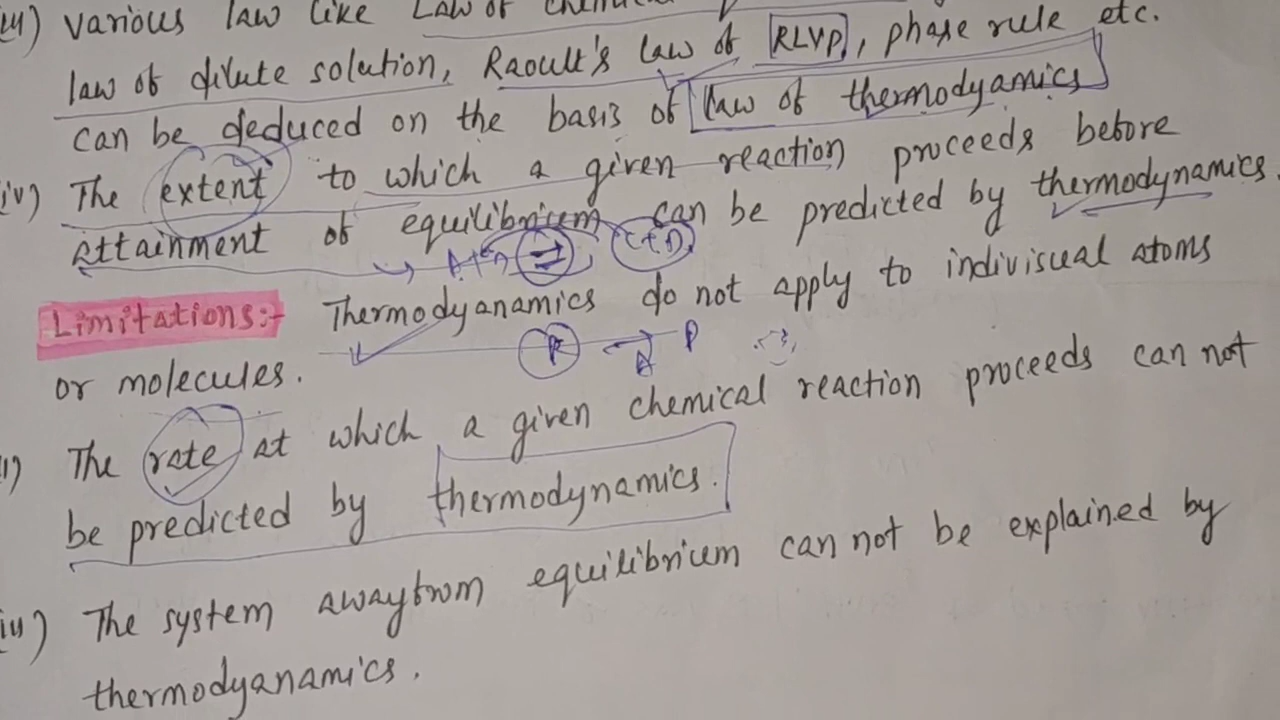 various law like Law of
law of dilute solution, Raoult's law of RLVP, phase rule etc.
can be deduced on the basis of law of thermodyamics
iv) The extent to which a given reaction proceeds before
attainment of equilibrium can be predicted by thermodynamics.
Limitations:- Thermodyanamics do not apply to indiviseual atoms
R → P
A
or molecules.
i) The rate at which a given chemical reaction proceeds can not
be predicted by thermodynamics.
The system away from equilibrium can not be explained by
thermodyanamics.